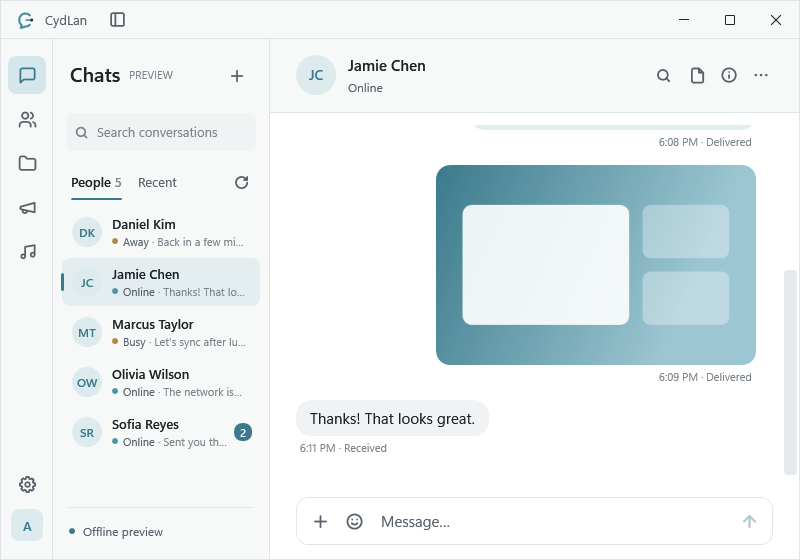 CydLan
Chats PREVIEW
Search conversations
People 5 Recent
DK
Daniel Kim
Away · Back in a few mi...
JC
Jamie Chen
Online · Thanks! That lo...
MT
Marcus Taylor
Busy · Let's sync after lu...
OW
Olivia Wilson
Online · The network is...
SR
Sofia Reyes
Online · Sent you th...
2
A
Offline preview
JC
Jamie Chen
Online
6:08 PM · Delivered
6:09 PM · Delivered
Thanks! That looks great.
6:11 PM · Received
Message...